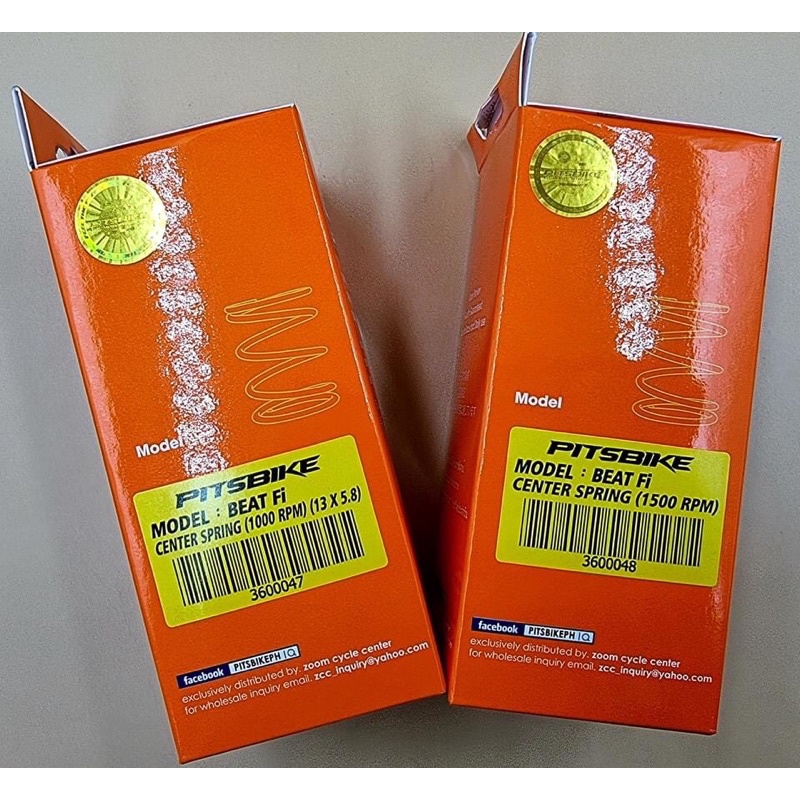 Model
PITSBIKE
MODEL : BEAT Fi
CENTER SPRING (1000 RPM) (13 X 5.8)
3600047
facebook PITSBIKEPH IQ
exclusively distributed by. zoom cycle center
for wholesale inquiry email. zcc_inquiry@yahoo.com
Model
PITSBIKE
MODEL : BEAT Fi
CENTER SPRING (1500 RPM)
3600048
facebook PITSBIKEPH IQ
exclusively distributed by. zoom cycle center
for wholesale inquiry email. zcc_inquiry@yahoo.com